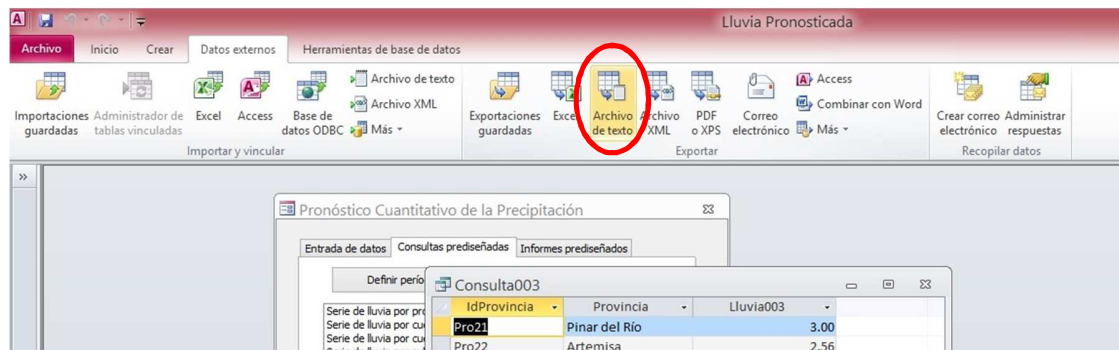 Lluvia Pronosticada
Archivo Inicio Crear Datos externos Herramientas de base de datos
Importaciones guardadas
Administrador de tablas vinculadas
Excel
Access
Base de datos ODBC
Archivo de texto
Archivo XML
Más
Importar y vincular
Exportaciones guardadas
Excel
Archivo de texto
Archivo XML
PDF o XPS
Correo electrónico
Access
Combinar con Word
Más
Exportar
Crear correo electrónico
Administrar respuestas
Recopilar datos
»
Pronóstico Cuantitativo de la Precipitación
Entrada de datos Consultas prediseñadas Informes prediseñados
Definir perío
Serie de lluvia por pro
Serie de lluvia por cu
Serie de lluvia por cu
Consulta003
IdProvincia Provincia Lluvia003
Pro21 Pinar del Río 3.00
Pro22 Artemisa 2.56